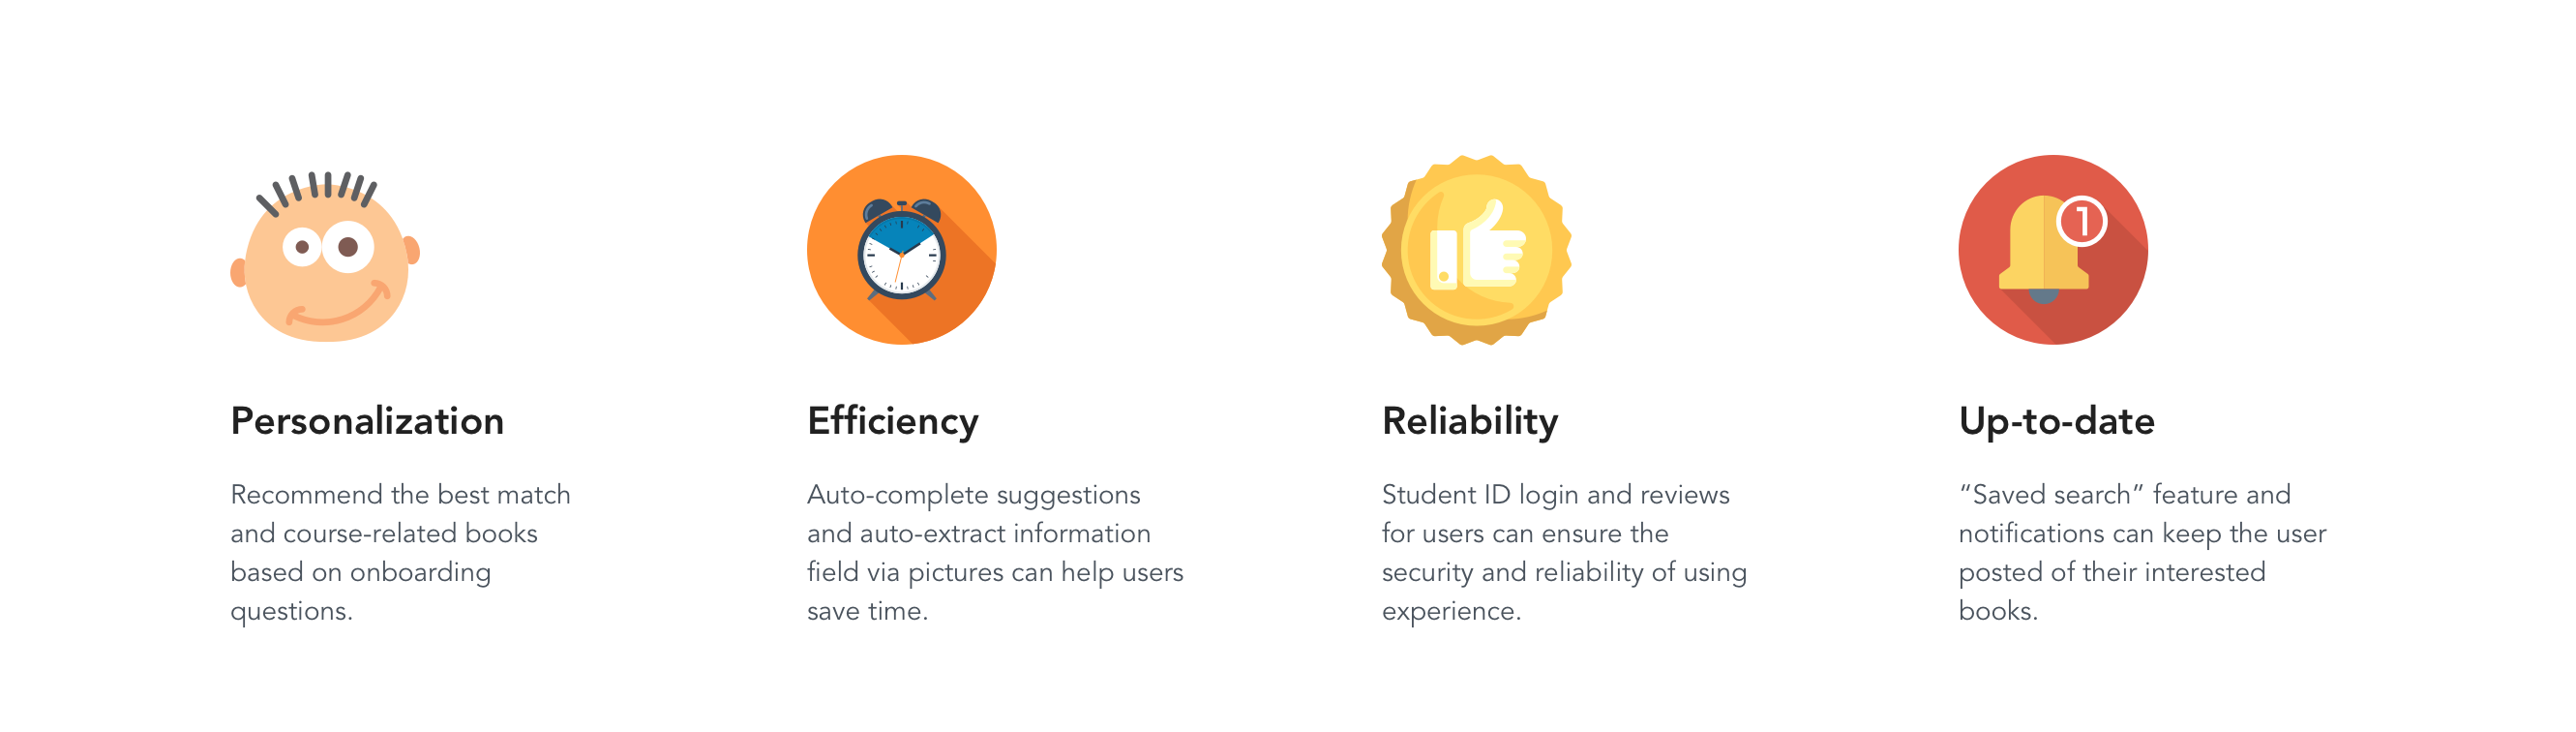 1
Personalization
Recommend the best match
and course-related books
based on onboarding
questions.
Efficiency
Auto-complete suggestions
and auto-extract information
field via pictures can help users
save time.
Reliability
Student ID login and reviews
for users can ensure the
security and reliability of using
experience.
Up-to-date
“Saved search” feature and
notifications can keep the user
posted of their interested
books.